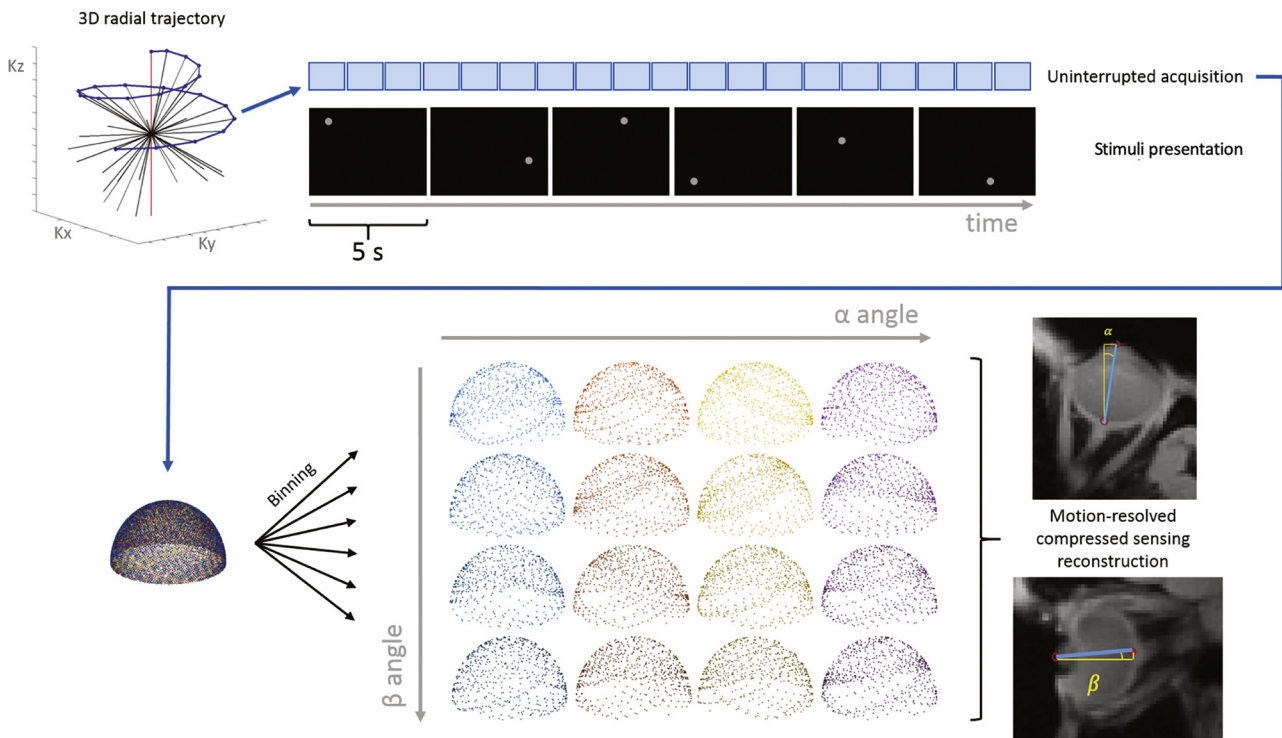 3D radial trajectory
Kz
Kx
Ky
Uninterrupted acquisition
Stimuli presentation
time
5 s
α angle
β angle
Binning
α
Motion-resolved
compressed sensing
reconstruction
β